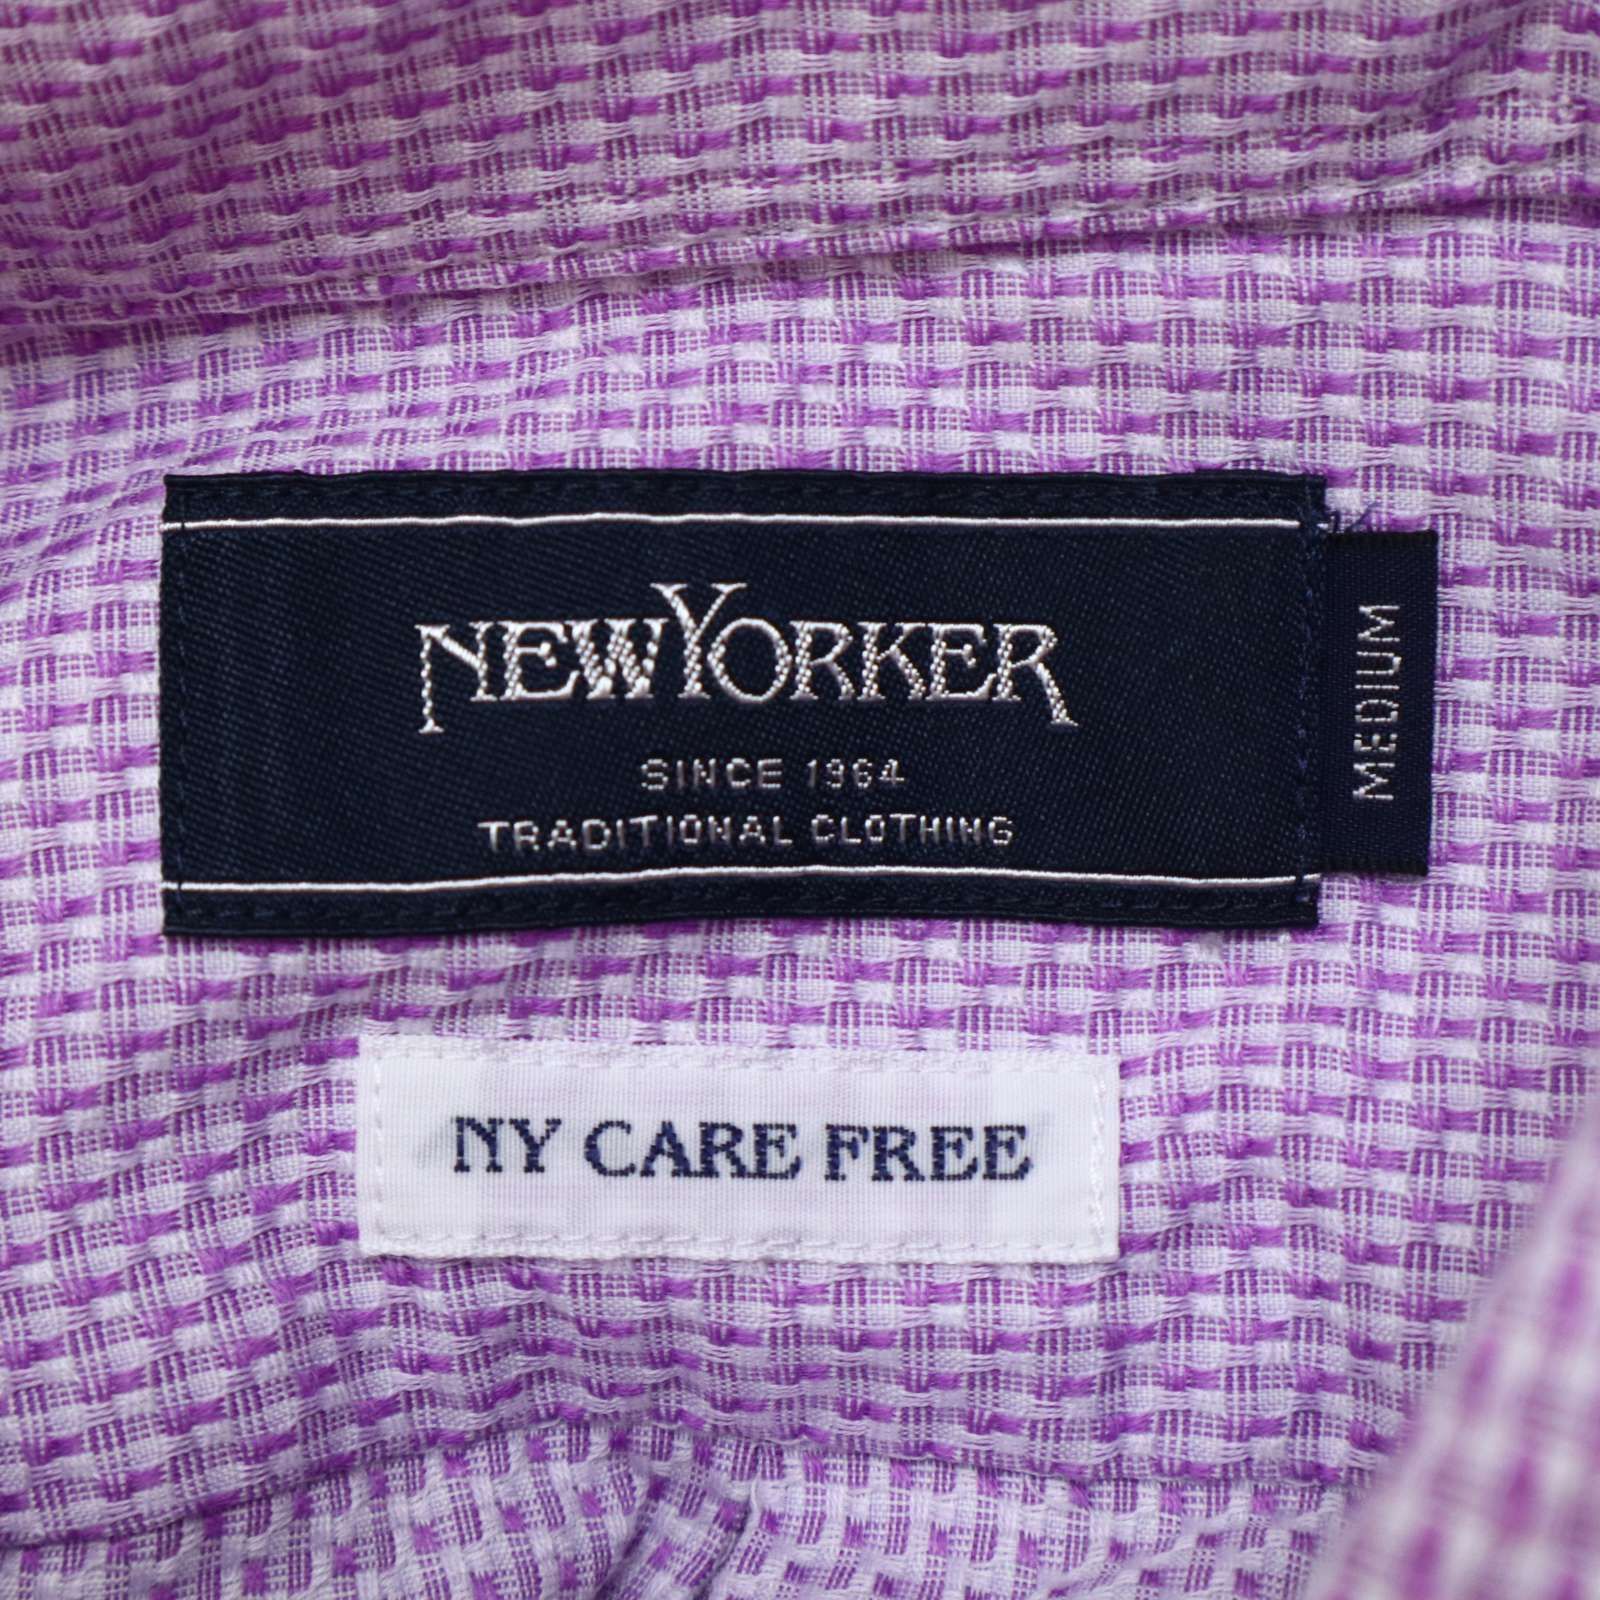 NEWYORKER
SINCE 1964
TRADITIONAL CLOTHING
MEDIUM
NY CARE FREE